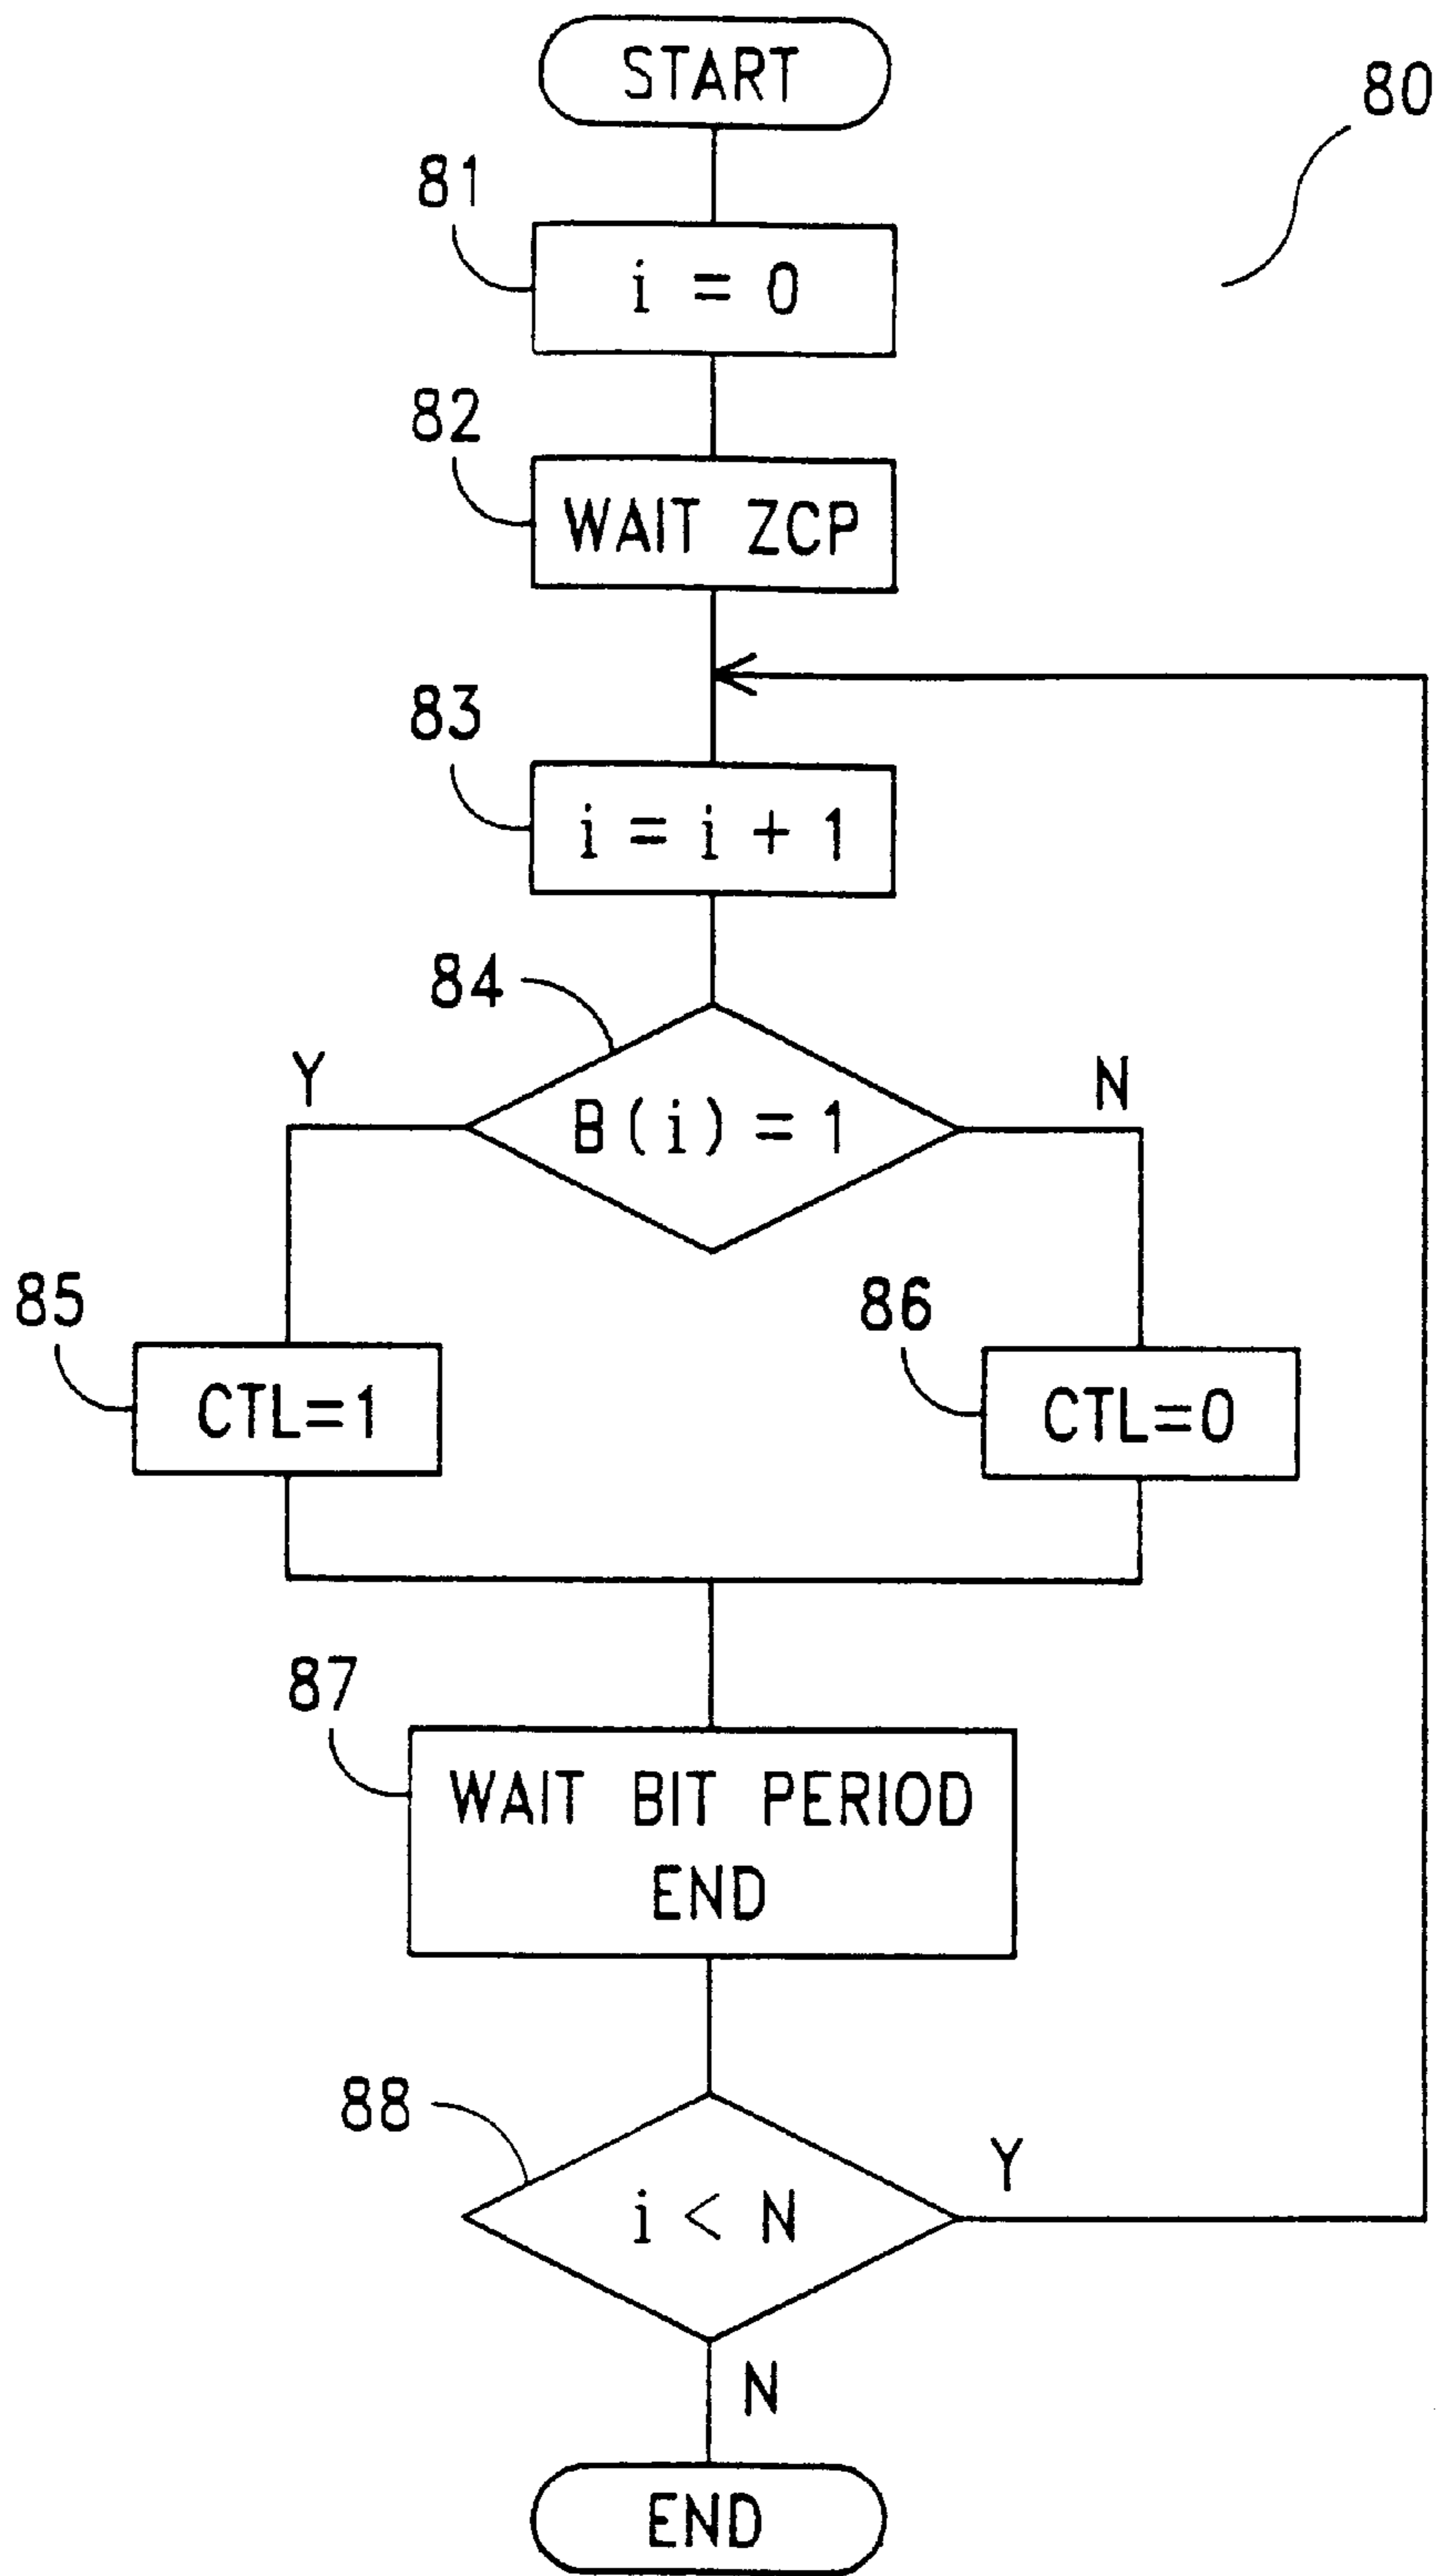 START
80
81
i = 0
82
WAIT ZCP
83
i = i + 1
84
Y
N
B(i) = 1
85
86
CTL=1
CTL=0
87
WAIT BIT PERIOD
END
88
Y
i < N
N
END